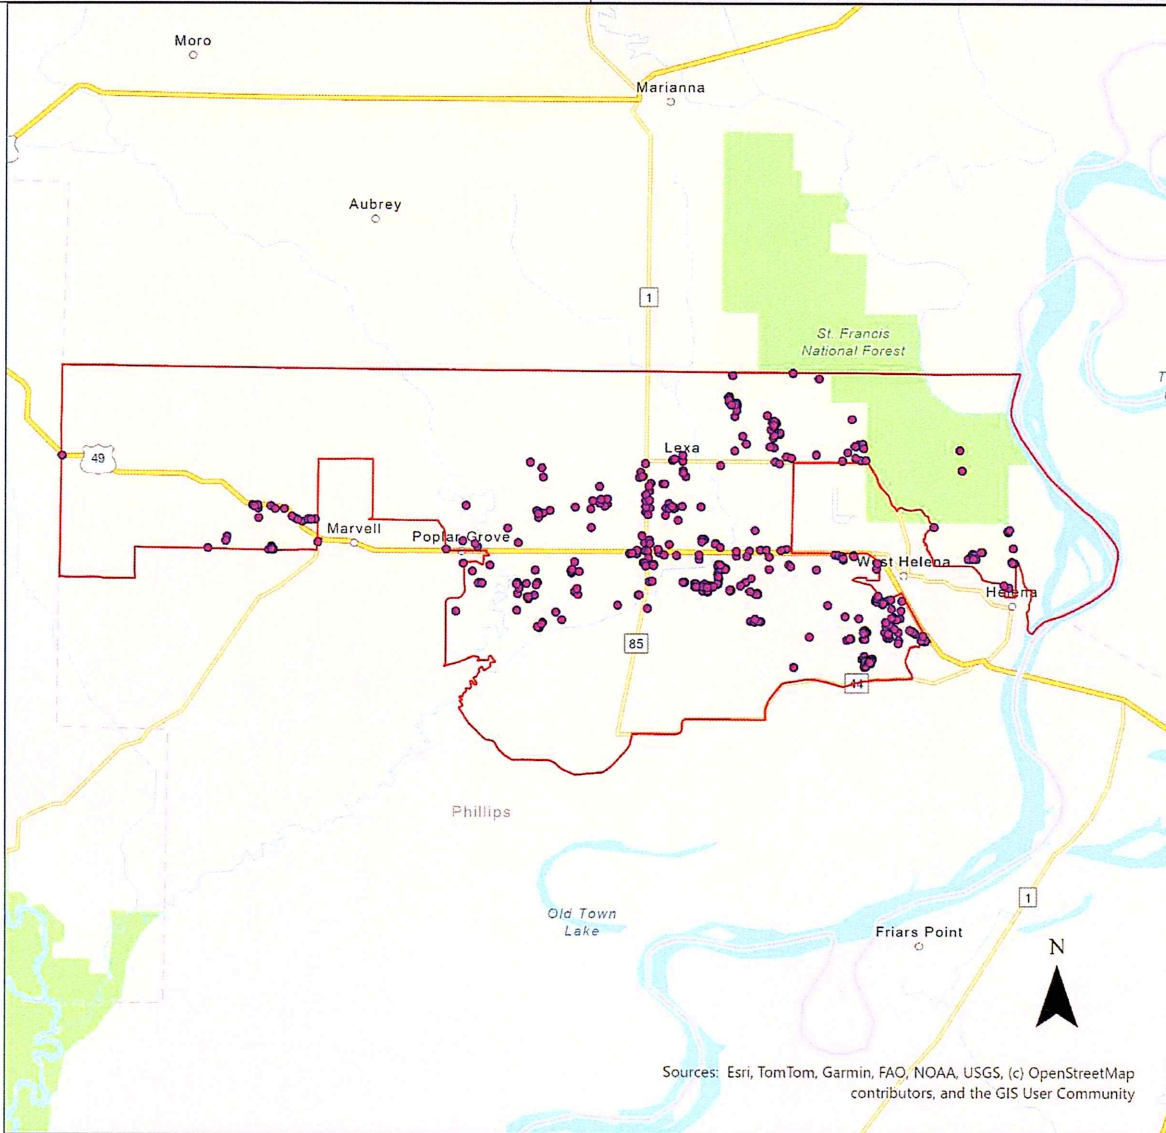 Moro
Marianna
Aubrey
1
St. Francis
National Forest
49
Lexa
Marvell
Poplar Grove
West Helena
Helena
85
44
Phillips
Old Town
Lake
1
Friars Point
N
Sources: Esri, TomTom, Garmin, FAO, NOAA, USGS, (c) OpenStreetMap
contributors, and the GIS User Community